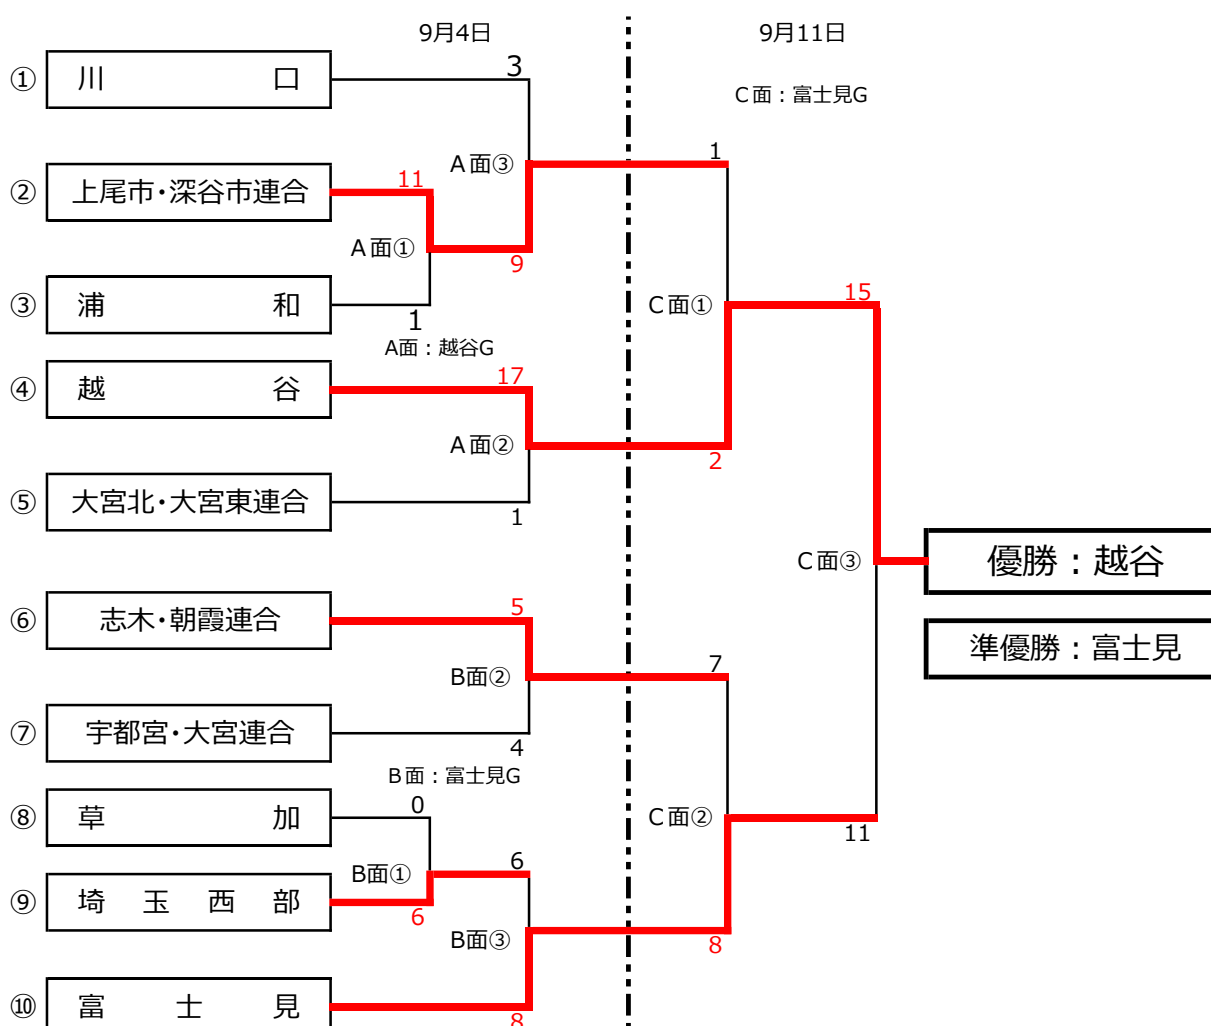 9月4日
9月11日
① 川 口
3
C面：富士見G
1
A面③
② 上尾市・深谷市連合
11
A面①
9
③ 浦 和
1
C面①
15
A面：越谷G
④ 越 谷
17
A面②
2
⑤ 大宮北・大宮東連合
1
C面③
優勝：越谷
⑥ 志木・朝霞連合
5
準優勝：富士見
7
B面②
⑦ 宇都宮・大宮連合
4
B面：富士見G
⑧ 草 加
0
C面②
11
6
B面①
⑨ 埼 玉 西 部
6
B面③
8
⑩ 富 士 見
8